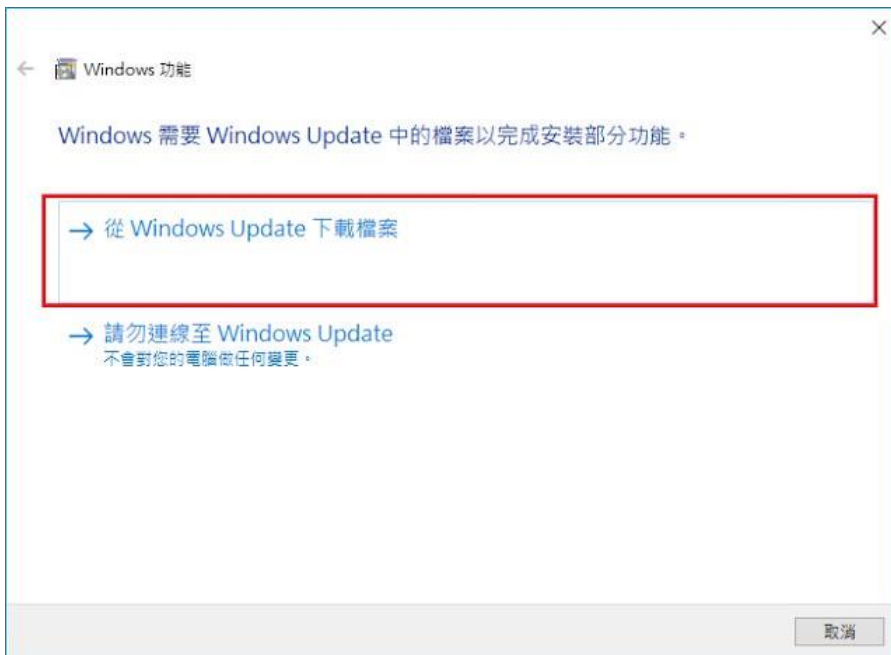 Windows 功能
Windows 需要 Windows Update 中的檔案以完成安裝部分功能。
從 Windows Update 下載檔案
請勿連線至 Windows Update
不會對您的電腦做任何變更。
取消